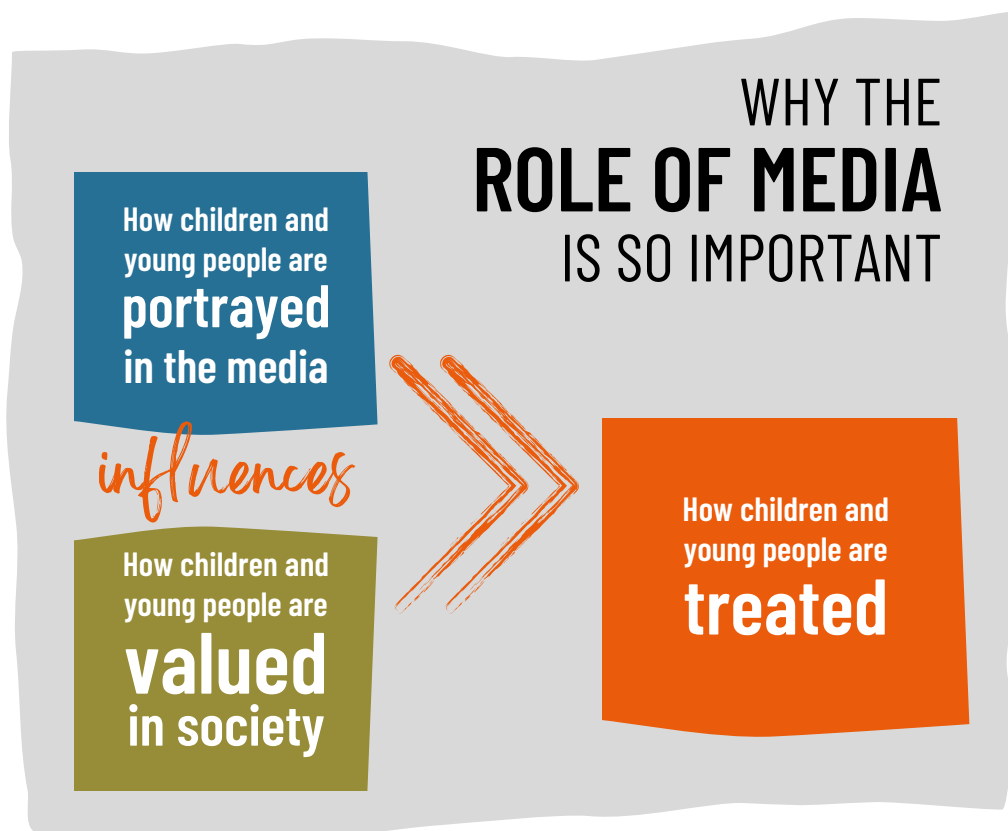 WHY THE
ROLE OF MEDIA
IS SO IMPORTANT
How children and
young people are
portrayed
in the media
influences
How children and
young people are
valued
in society
How children and
young people are
treated